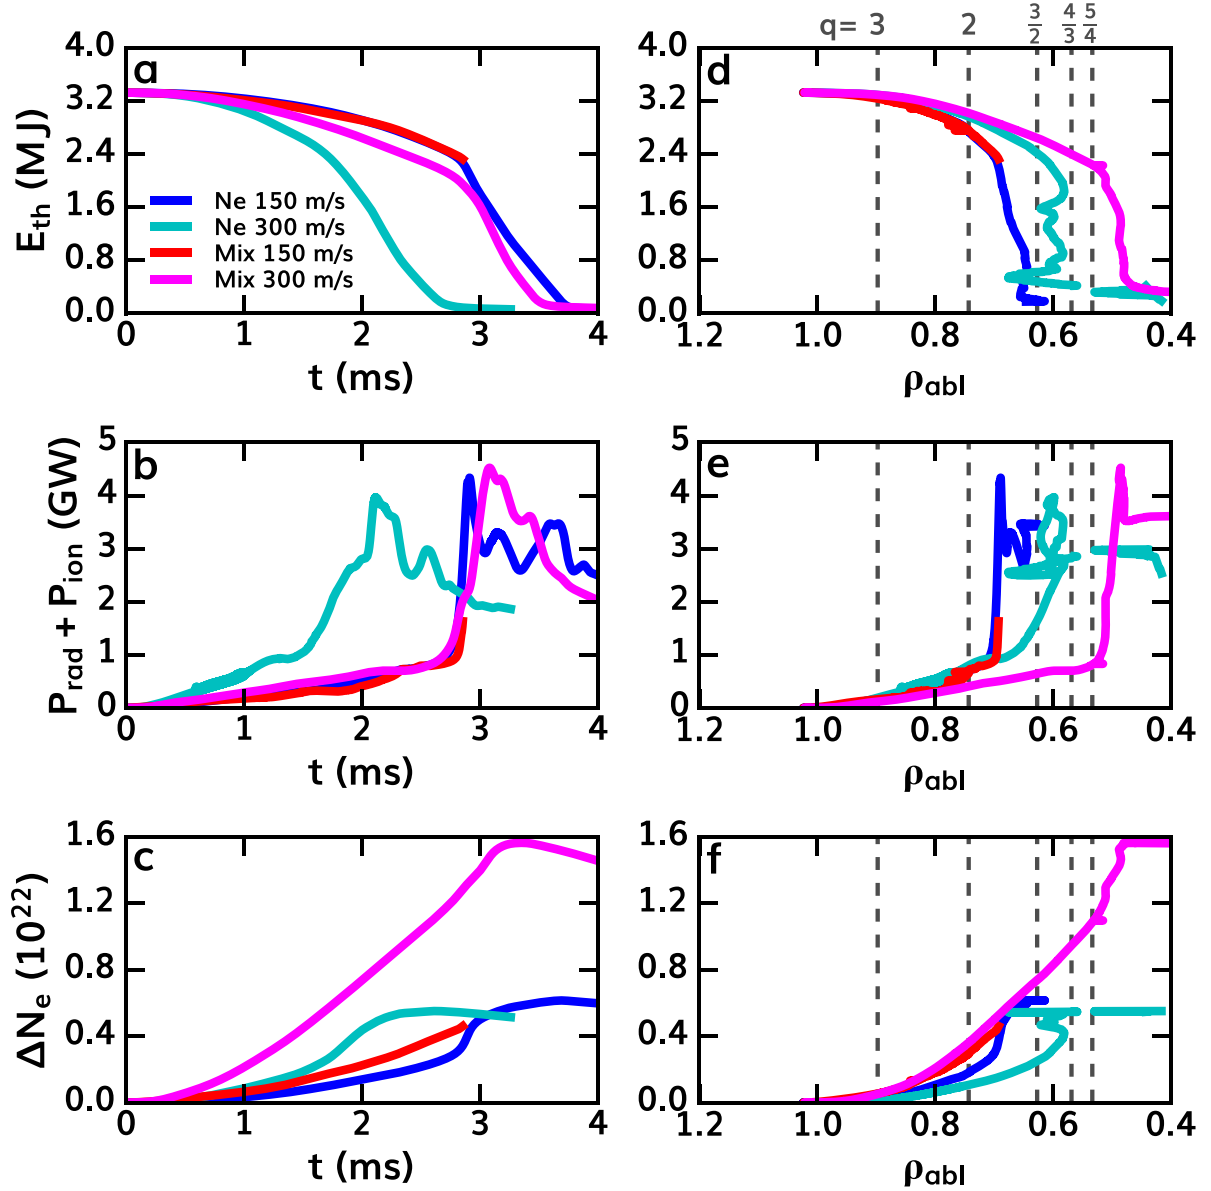 q= 3 2 3/2 4/3 5/4
a
E_th (MJ)
4.0
3.2
2.4
1.6
0.8
0.0
Ne 150 m/s
Ne 300 m/s
Mix 150 m/s
Mix 300 m/s
0 1 2 3 4
t (ms)
d
4.0
3.2
2.4
1.6
0.8
0.0
1.2 1.0 0.8 0.6 0.4
ρ_abl
b
P_rad + P_ion (GW)
5
4
3
2
1
0
0 1 2 3 4
t (ms)
e
5
4
3
2
1
0
1.2 1.0 0.8 0.6 0.4
ρ_abl
c
ΔN_e (10^22)
1.6
1.2
0.8
0.4
0.0
0 1 2 3 4
t (ms)
f
1.6
1.2
0.8
0.4
0.0
1.2 1.0 0.8 0.6 0.4
ρ_abl